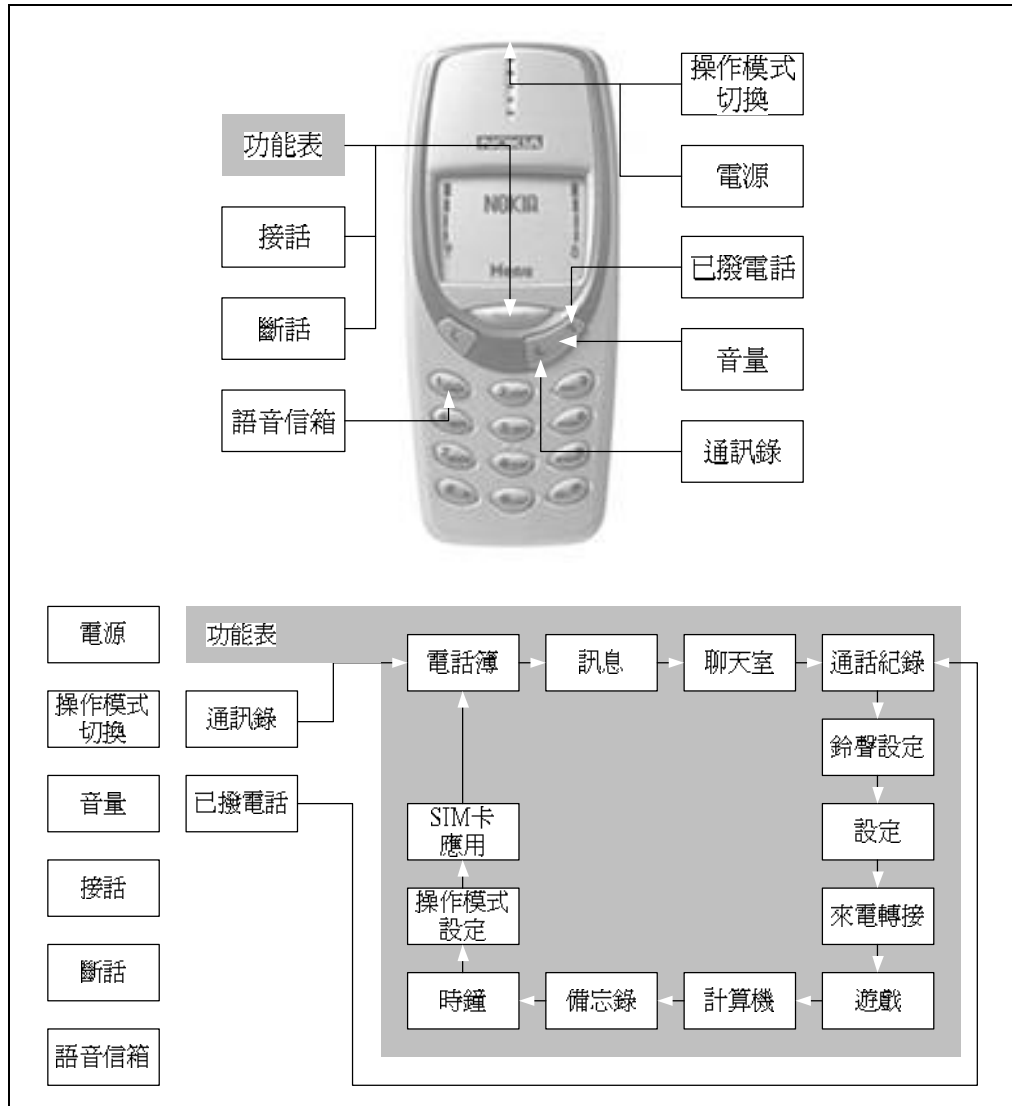 操作模式
切換
功能表
電源
接話
已撥電話
斷話
音量
語音信箱
通訊錄
NOKIA
NOKIA
Menu
電源
功能表
電話簿
訊息
聊天室
通話紀錄
操作模式
切換
通訊錄
鈴聲設定
音量
已撥電話
SIM卡
應用
設定
接話
操作模式
設定
來電轉接
斷話
時鐘
備忘錄
計算機
遊戲
語音信箱